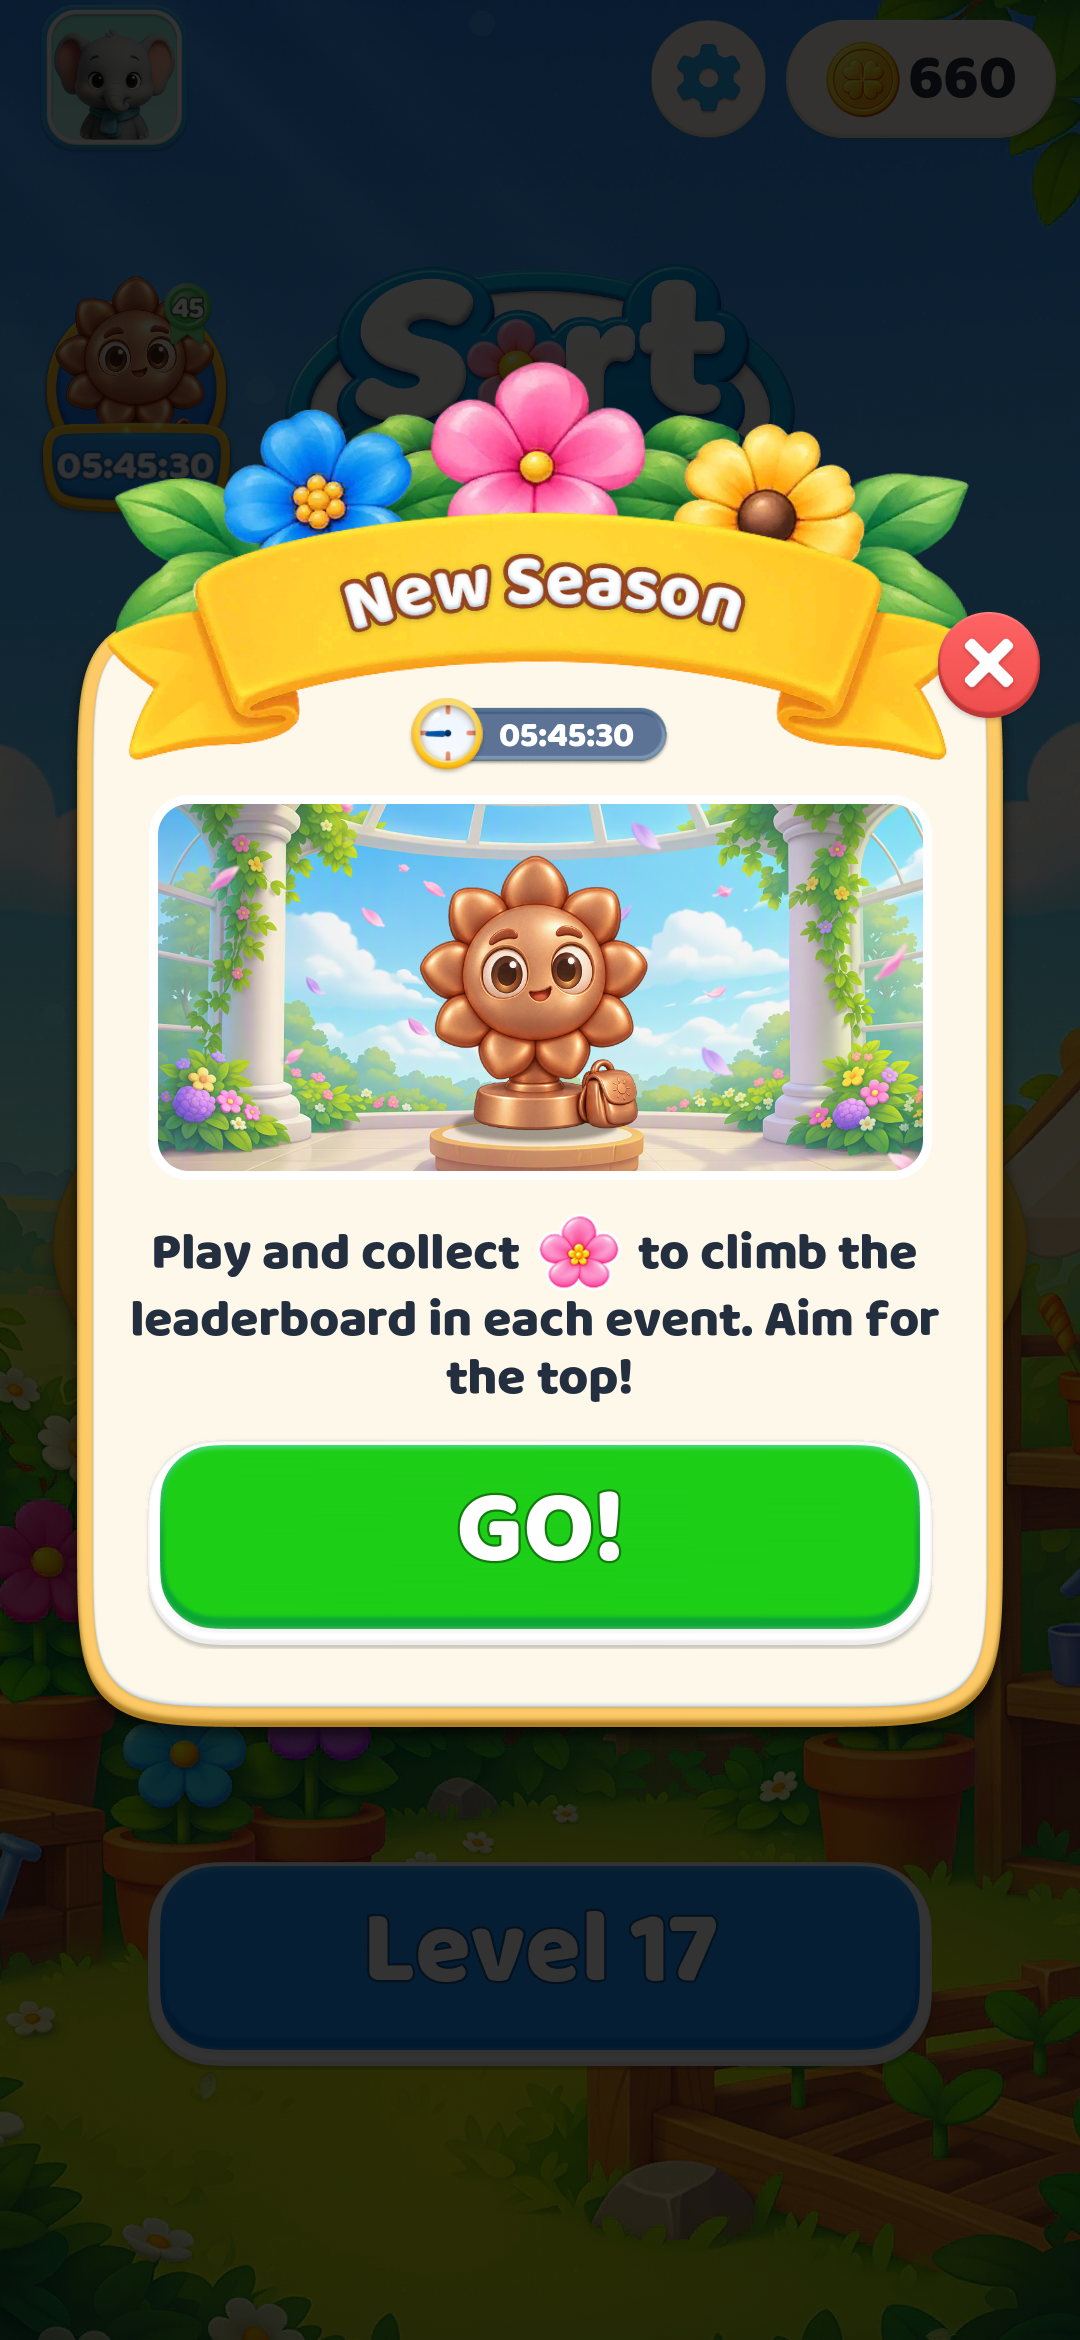 660
45
Sort
05:45:30
New Season
05:45:30
Play and collect to climb the
leaderboard in each event. Aim for
the top!
GO!
Level 17